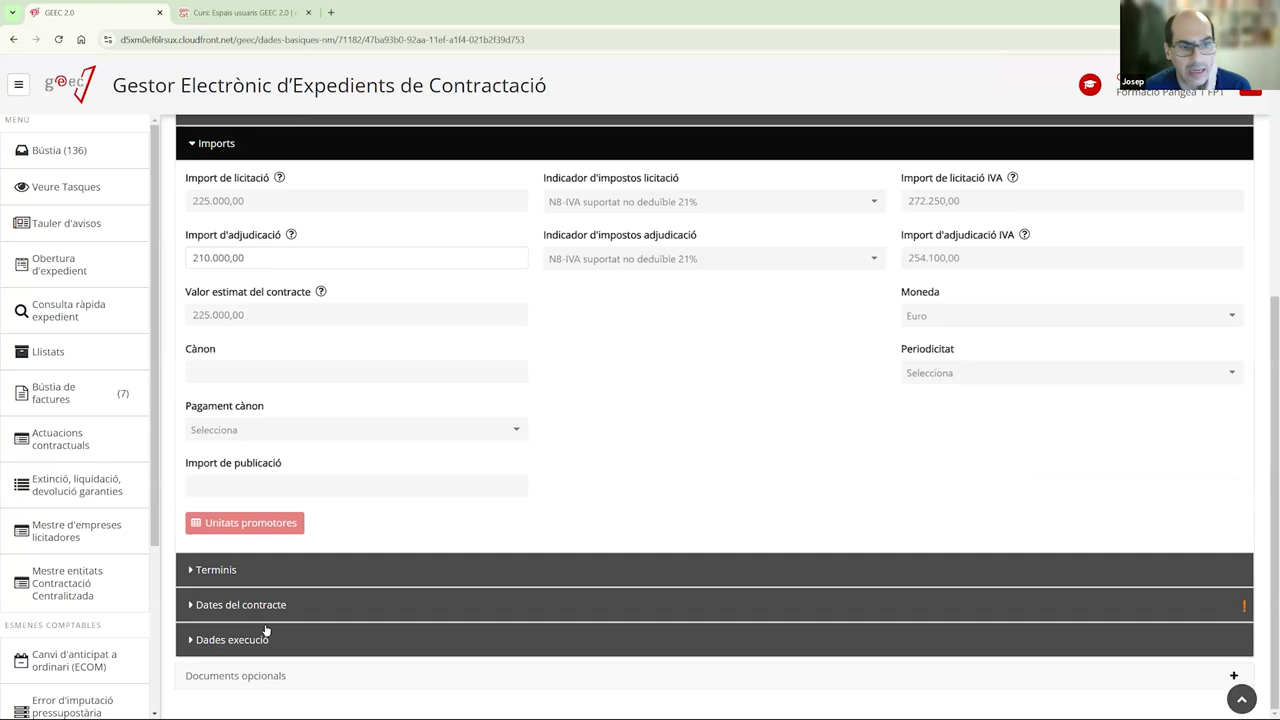 GEEC 2.0
Curs: Espais usuaris GEEC 2.0 |
d5xm0ef6lrsux.cloudfront.net/geec/dades-basiques-nm/71182/47ba93b0-92aa-11ef-a1f4-021b2f39d753
geec
Gestor Electrònic d'Expedients de Contractació
Josep
Formació Pangea 1 FPT
MENÚ
Bústia (136)
Veure Tasques
Tauler d'avisos
Obertura
d'expedient
Consulta ràpida
expedient
Llistats
Bústia de
factures (7)
Actuacions
contractuals
Extinció, liquidació,
devolució garanties
Mestre d'empreses
licitadores
Mestre entitats
Contractació
Centralitzada
ESMENES COMPTABLES
Canvi d'anticipat a
ordinari (ECOM)
Error d'imputació
pressupostària
Imports
Import de licitació Indicador d'impostos licitació Import de licitació IVA
225.000,00 N8-IVA suportat no deduïble 21% 272.250,00
Import d'adjudicació Indicador d'impostos adjudicació Import d'adjudicació IVA
210.000,00 N8-IVA suportat no deduïble 21% 254.100,00
Valor estimat del contracte Moneda
225.000,00 Euro
Cànon Periodicitat
Selecciona
Pagament cànon
Selecciona
Import de publicació
Unitats promotores
Terminis
Dates del contracte !
Dades execució
Documents opcionals +